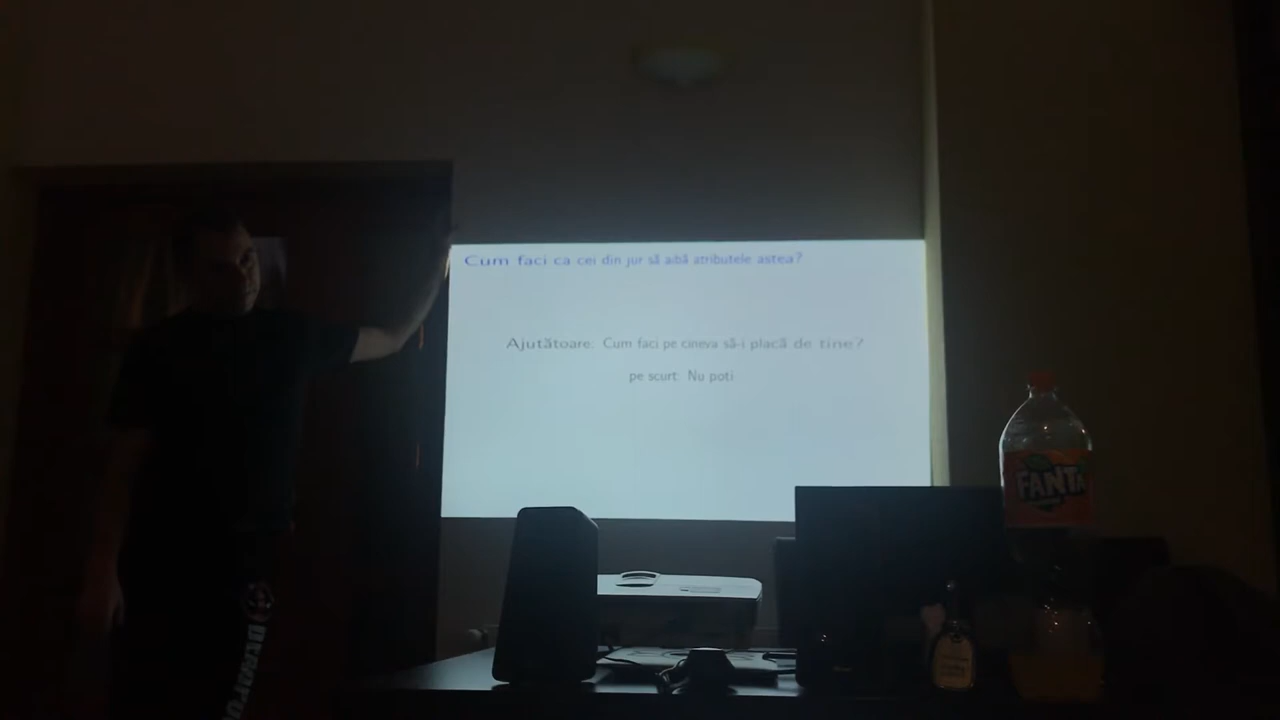 Cum faci ca cei din jur să aibă atributele astea?
Ajutătoare: Cum faci pe cineva să-i placă de tine?
pe scurt: Nu poti
FANTA